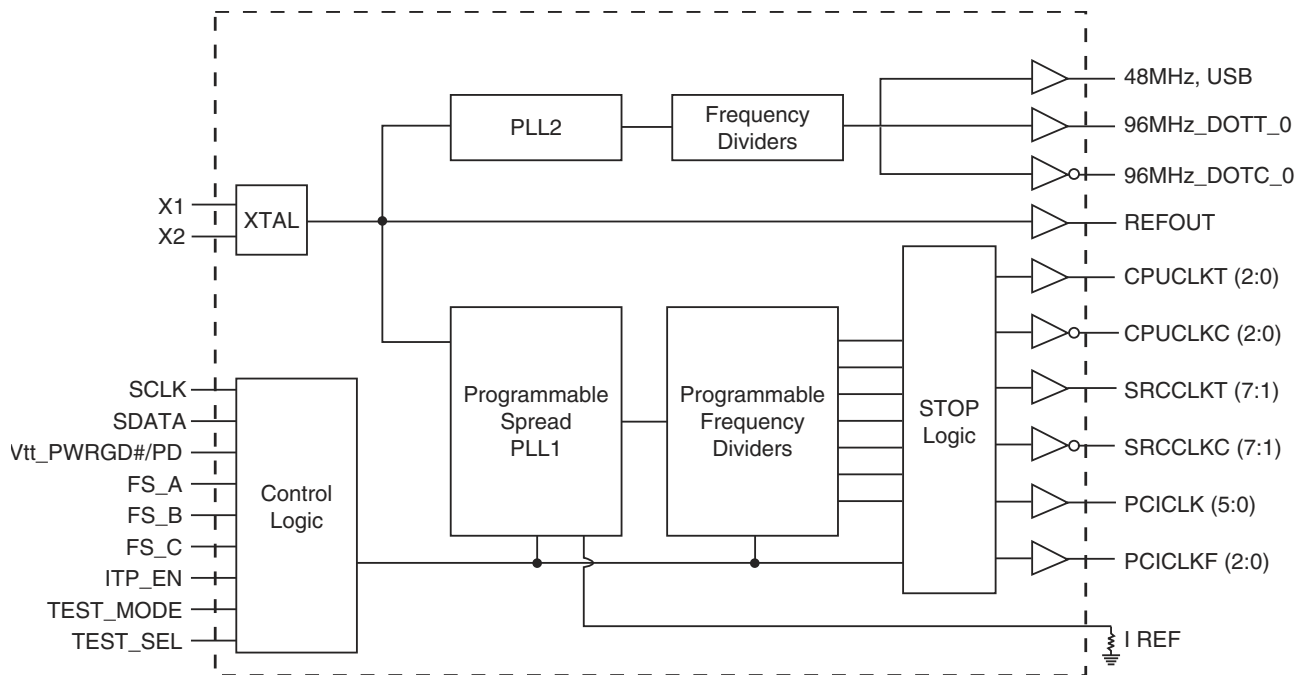 48MHz, USB
PLL2
Frequency
Dividers
96MHz_DOTT_0
96MHz_DOTC_0
X1
X2
XTAL
REFOUT
CPUCLKT (2:0)
CPUCLKC (2:0)
SRCCLKT (7:1)
SRCCLKC (7:1)
PCICLK (5:0)
PCICLKF (2:0)
Programmable
Spread
PLL1
Programmable
Frequency
Dividers
STOP
Logic
SCLK
SDATA
Vtt_PWRGD#/PD
FS_A
FS_B
FS_C
ITP_EN
TEST_MODE
TEST_SEL
Control
Logic
I REF